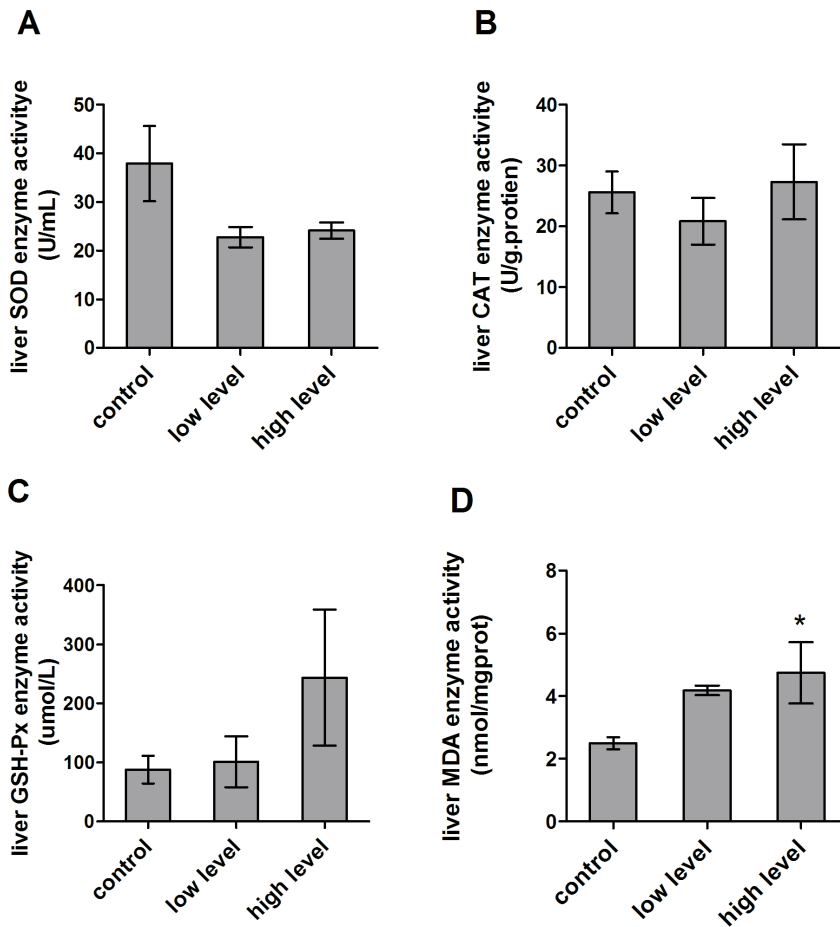 A
liver SOD enzyme activitye
(U/mL)
50
40
30
20
10
0
control
low level
high level
B
liver CAT enzyme activitye
(U/g.protien)
40
30
20
10
0
control
low level
high level
C
liver GSH-Px enzyme activity
(umol/L)
400
300
200
100
0
control
low level
high level
D
liver MDA enzyme activity
(nmol/mgprot)
8
6
4
2
0
*
control
low level
high level